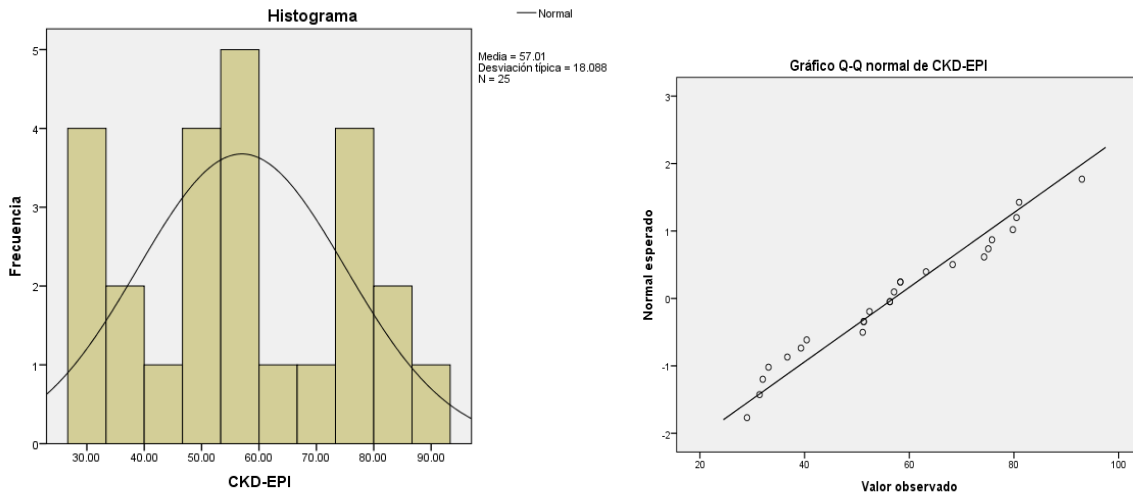 Histograma
Normal
Media = 57.01
Desviación típica = 18.088
N = 25
Frecuencia
5
4
3
2
1
0
30.00 40.00 50.00 60.00 70.00 80.00 90.00
CKD-EPI
Gráfico Q-Q normal de CKD-EPI
Normal esperado
3
2
1
0
-1
-2
20 40 60 80 100
Valor observado